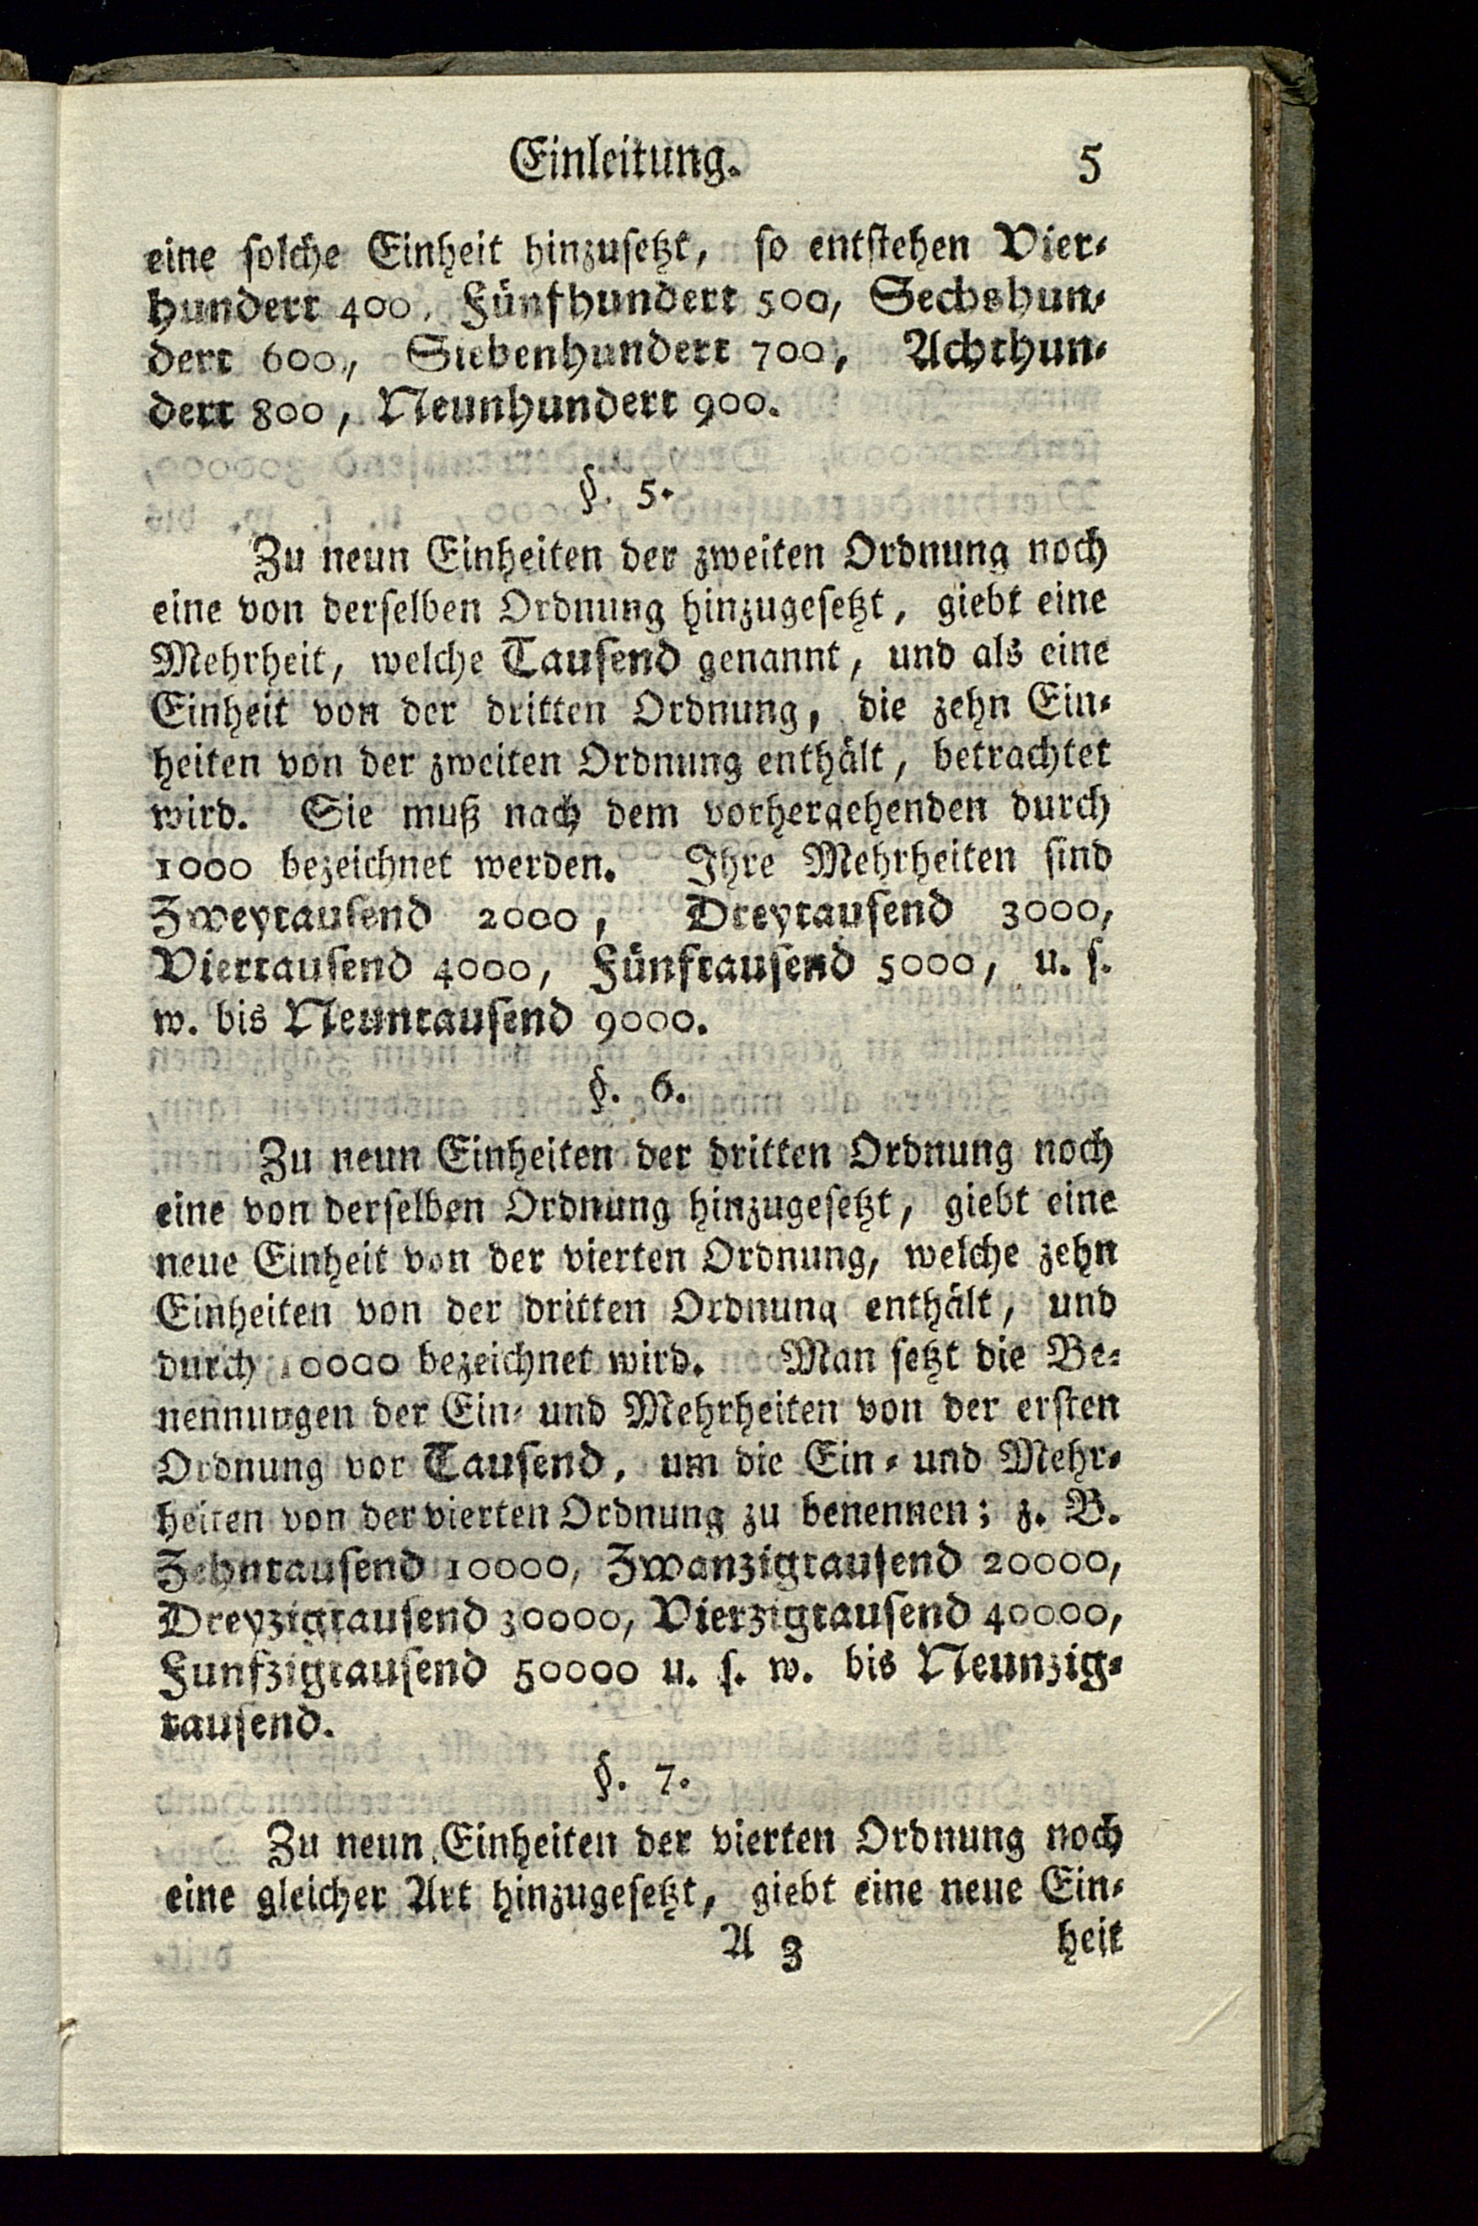 Einleitung. 5
eine solche Einheit hinzusetzt, so entstehen Vier-
hundert 400, Fünfhundert 500, Sechshun-
dert 600, Siebenhundert 700, Achthun-
dert 800, Neunhundert 900.
§. 5.
Zu neun Einheiten der zweiten Ordnung noch
eine von derselben Ordnung hinzugesetzt, giebt eine
Mehrheit, welche Tausend genannt, und als eine
Einheit von der dritten Ordnung, die zehn Ein-
heiten von der zweiten Ordnung enthält, betrachtet
wird. Sie muß nach dem vorhergehenden durch
1000 bezeichnet werden. Ihre Mehrheiten sind
Zweytausend 2000, Dreytausend 3000,
Viertausend 4000, Fünftausend 5000, u. s.
w. bis Neuntausend 9000.
§. 6.
Zu neun Einheiten der dritten Ordnung noch
eine von derselben Ordnung hinzugesetzt, giebt eine
neue Einheit von der vierten Ordnung, welche zehn
Einheiten von der dritten Ordnung enthält, und
durch 10000 bezeichnet wird. Man setzt die Be-
nennungen der Ein- und Mehrheiten von der ersten
Ordnung vor Tausend, um die Ein- und Mehr-
heiten von der vierten Ordnung zu benennen; z. B.
Zehntausend 10000, Zwanzigtausend 20000,
Dreyzigtausend 30000, Vierzigtausend 40000,
Funfzigtausend 50000 u. s. w. bis Neunzig-
tausend.
§. 7.
Zu neun Einheiten der vierten Ordnung noch
eine gleicher Art hinzugesetzt, giebt eine neue Ein-
A 3 heit